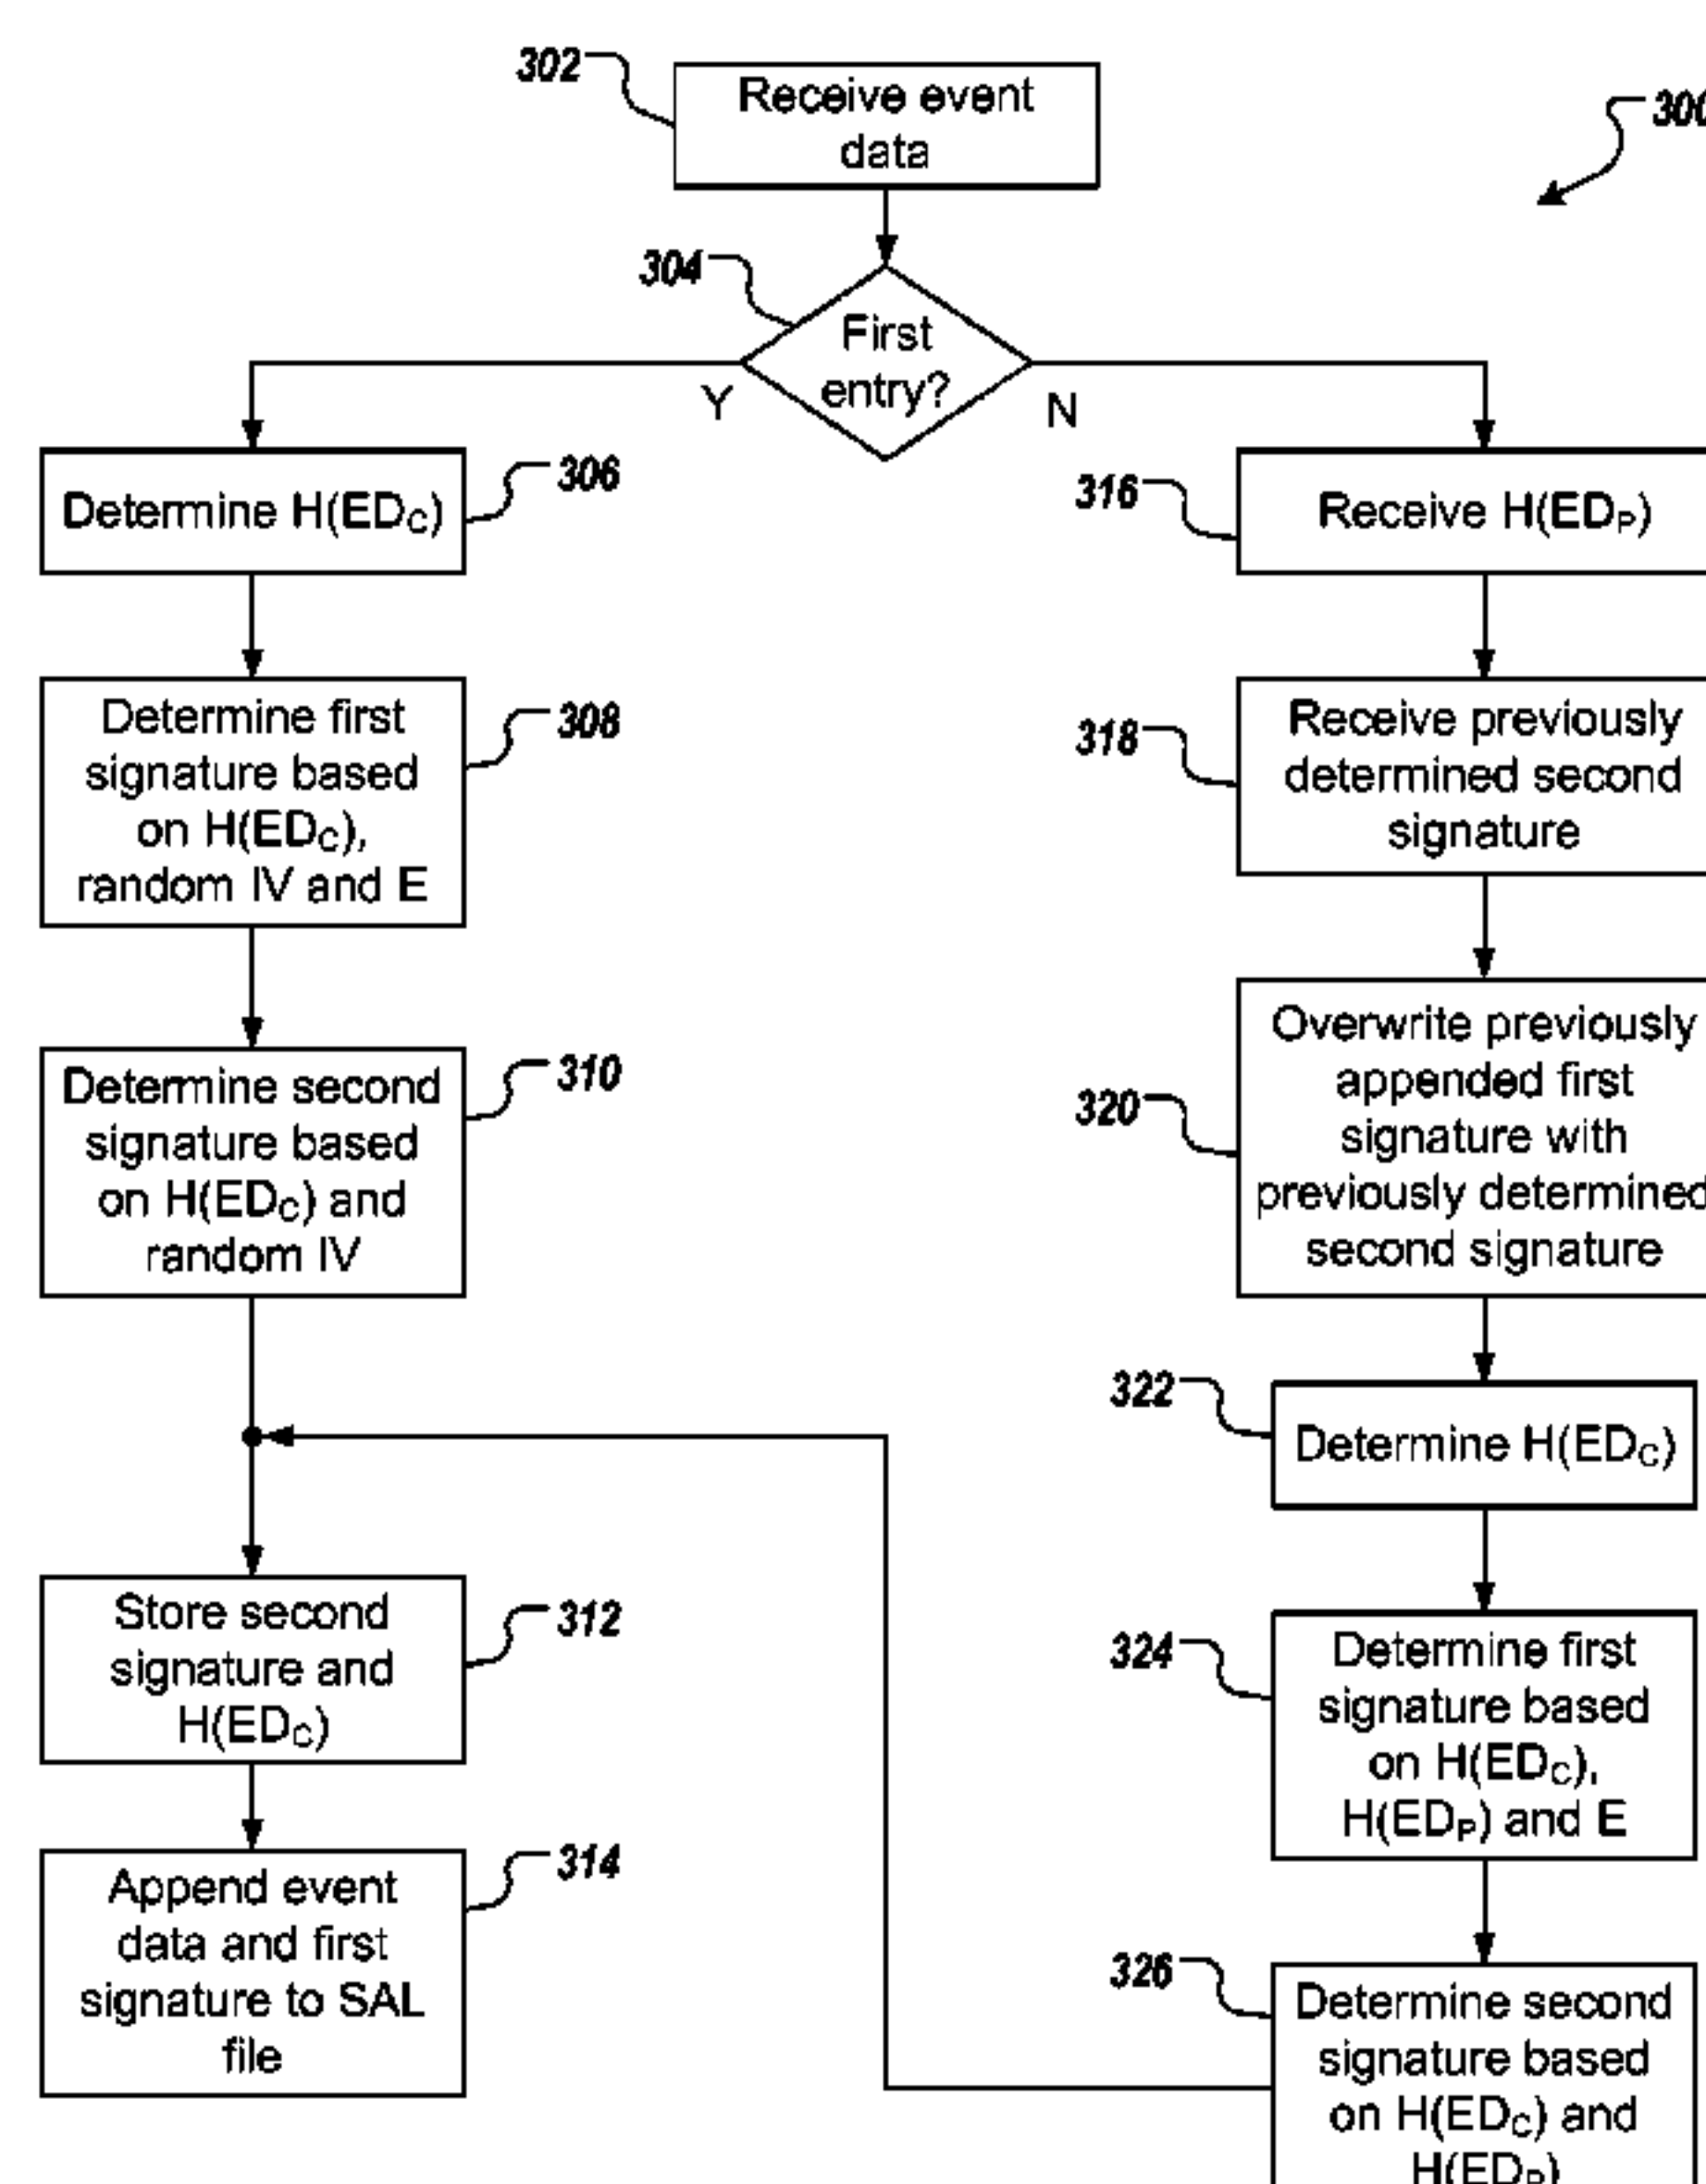 302
Receive event
data
300
304
First
entry?
Y
N
306
Determine H(EDC)
308
Determine first
signature based
on H(EDC),
random IV and E
310
Determine second
signature based
on H(EDC) and
random IV
312
Store second
signature and
H(EDC)
314
Append event
data and first
signature to SAL
file
316
Receive H(EDP)
318
Receive previously
determined second
signature
320
Overwrite previously
appended first
signature with
previously determined
second signature
322
Determine H(EDC)
324
Determine first
signature based
on H(EDC),
H(EDP) and E
326
Determine second
signature based
on H(EDC) and
H(EDP)